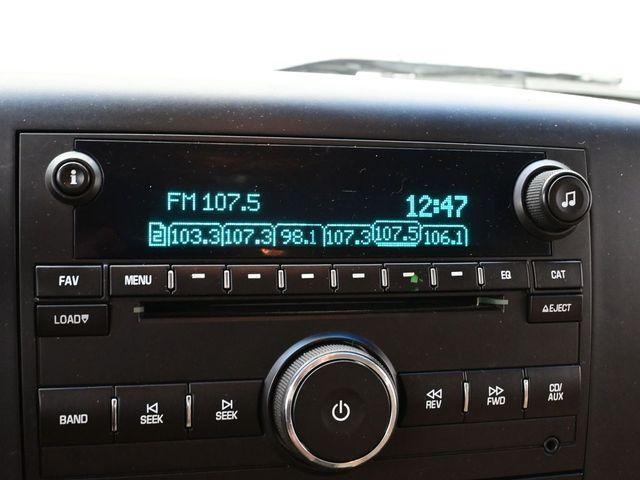 i
FM 107.5 12:47
2 103.3 107.3 98.1 107.3 107.5 106.1
FAV MENU EQ CAT
LOAD EJECT
BAND SEEK SEEK REV FWD CD/AUX